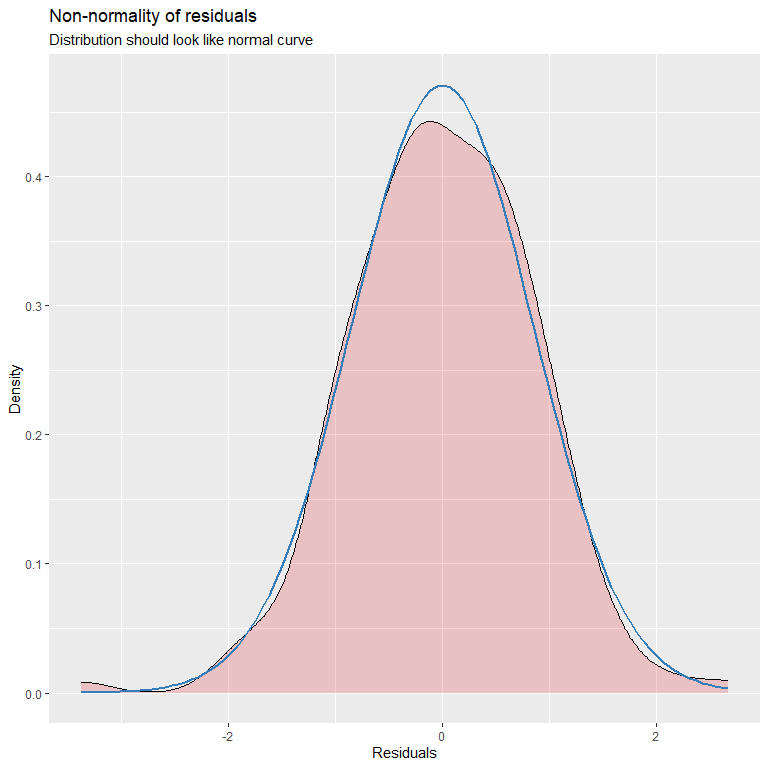 Non-normality of residuals
Distribution should look like normal curve
Density
0.4
0.3
0.2
0.1
0.0
-2
0
2
Residuals